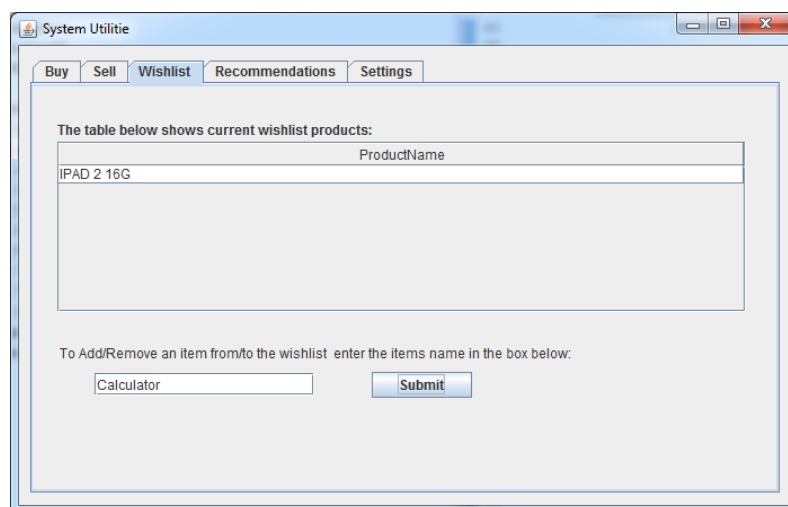 System Utilitie
Buy Sell Wishlist Recommendations Settings
The table below shows current wishlist products:
ProductName
IPAD 2 16G
To Add/Remove an item from/to the wishlist enter the items name in the box below:
Calculator Submit